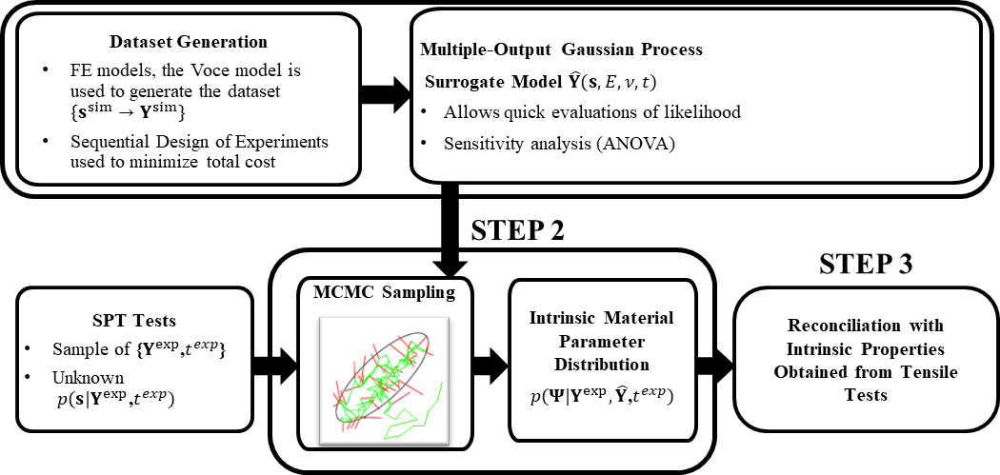 Dataset Generation
• FE models, the Voce model is
used to generate the dataset
{𝐬ˢⁱᵐ → 𝐘ˢⁱᵐ}
• Sequential Design of Experiments
used to minimize total cost
Multiple-Output Gaussian Process
Surrogate Model Ŷ(s, E, ν, t)
• Allows quick evaluations of likelihood
• Sensitivity analysis (ANOVA)
STEP 2
SPT Tests
• Sample of {Y^exp,t^exp}
• Unknown
p(s|Y^exp,t^exp)
MCMC Sampling
Intrinsic Material
Parameter
Distribution
p(Ψ|Y^exp,Ŷ,t^exp)
STEP 3
Reconciliation with
Intrinsic Properties
Obtained from Tensile
Tests